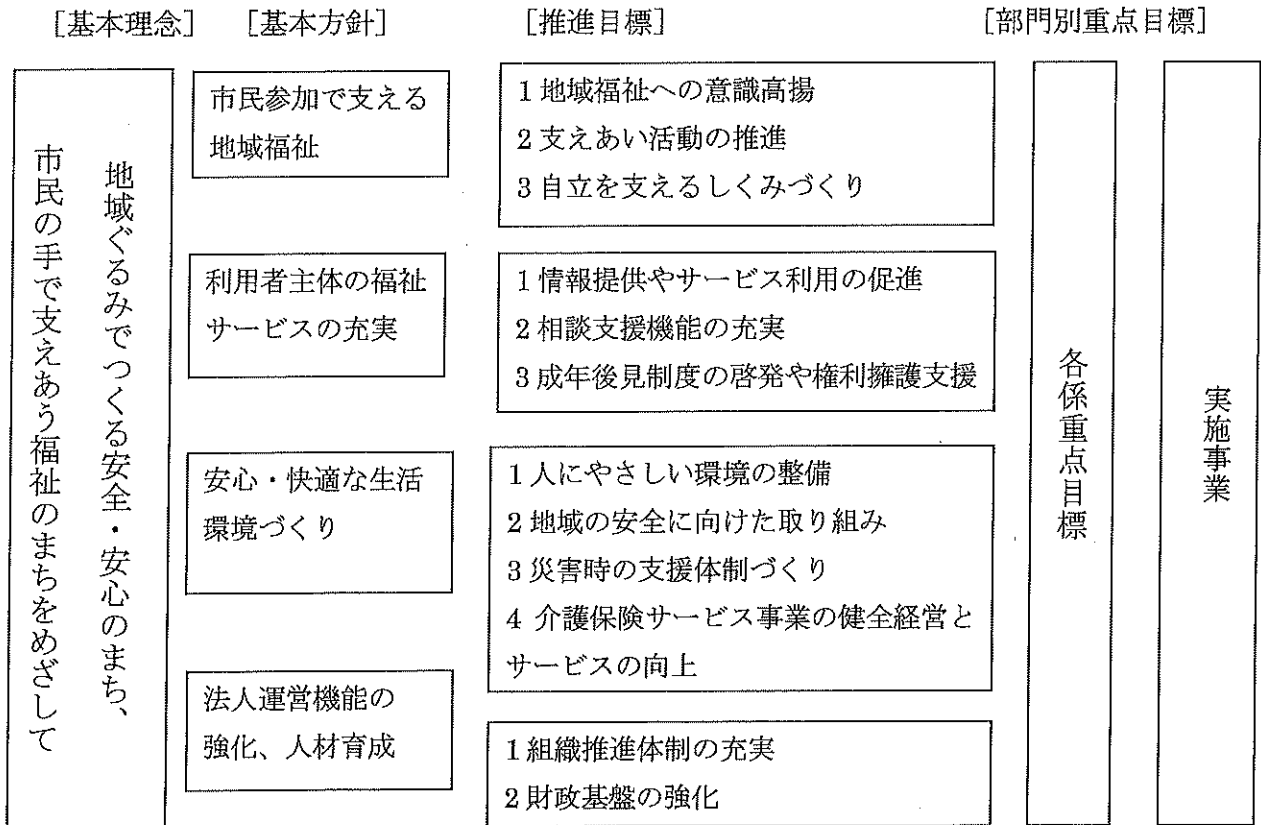 [基本理念] [基本方針] [推進目標] [部門別重点目標]
地域ぐるみでつくる安全・安心のまち、
市民の手で支えあう福祉のまちをめざして
市民参加で支える
地域福祉
1 地域福祉への意識高揚
2 支えあい活動の推進
3 自立を支えるしくみづくり
利用者主体の福祉
サービスの充実
1 情報提供やサービス利用の促進
2 相談支援機能の充実
3 成年後見制度の啓発や権利擁護支援
安心・快適な生活
環境づくり
1 人にやさしい環境の整備
2 地域の安全に向けた取り組み
3 災害時の支援体制づくり
4 介護保険サービス事業の健全経営と
サービスの向上
法人運営機能の
強化、人材育成
1 組織推進体制の充実
2 財政基盤の強化
各係重点目標
実施事業